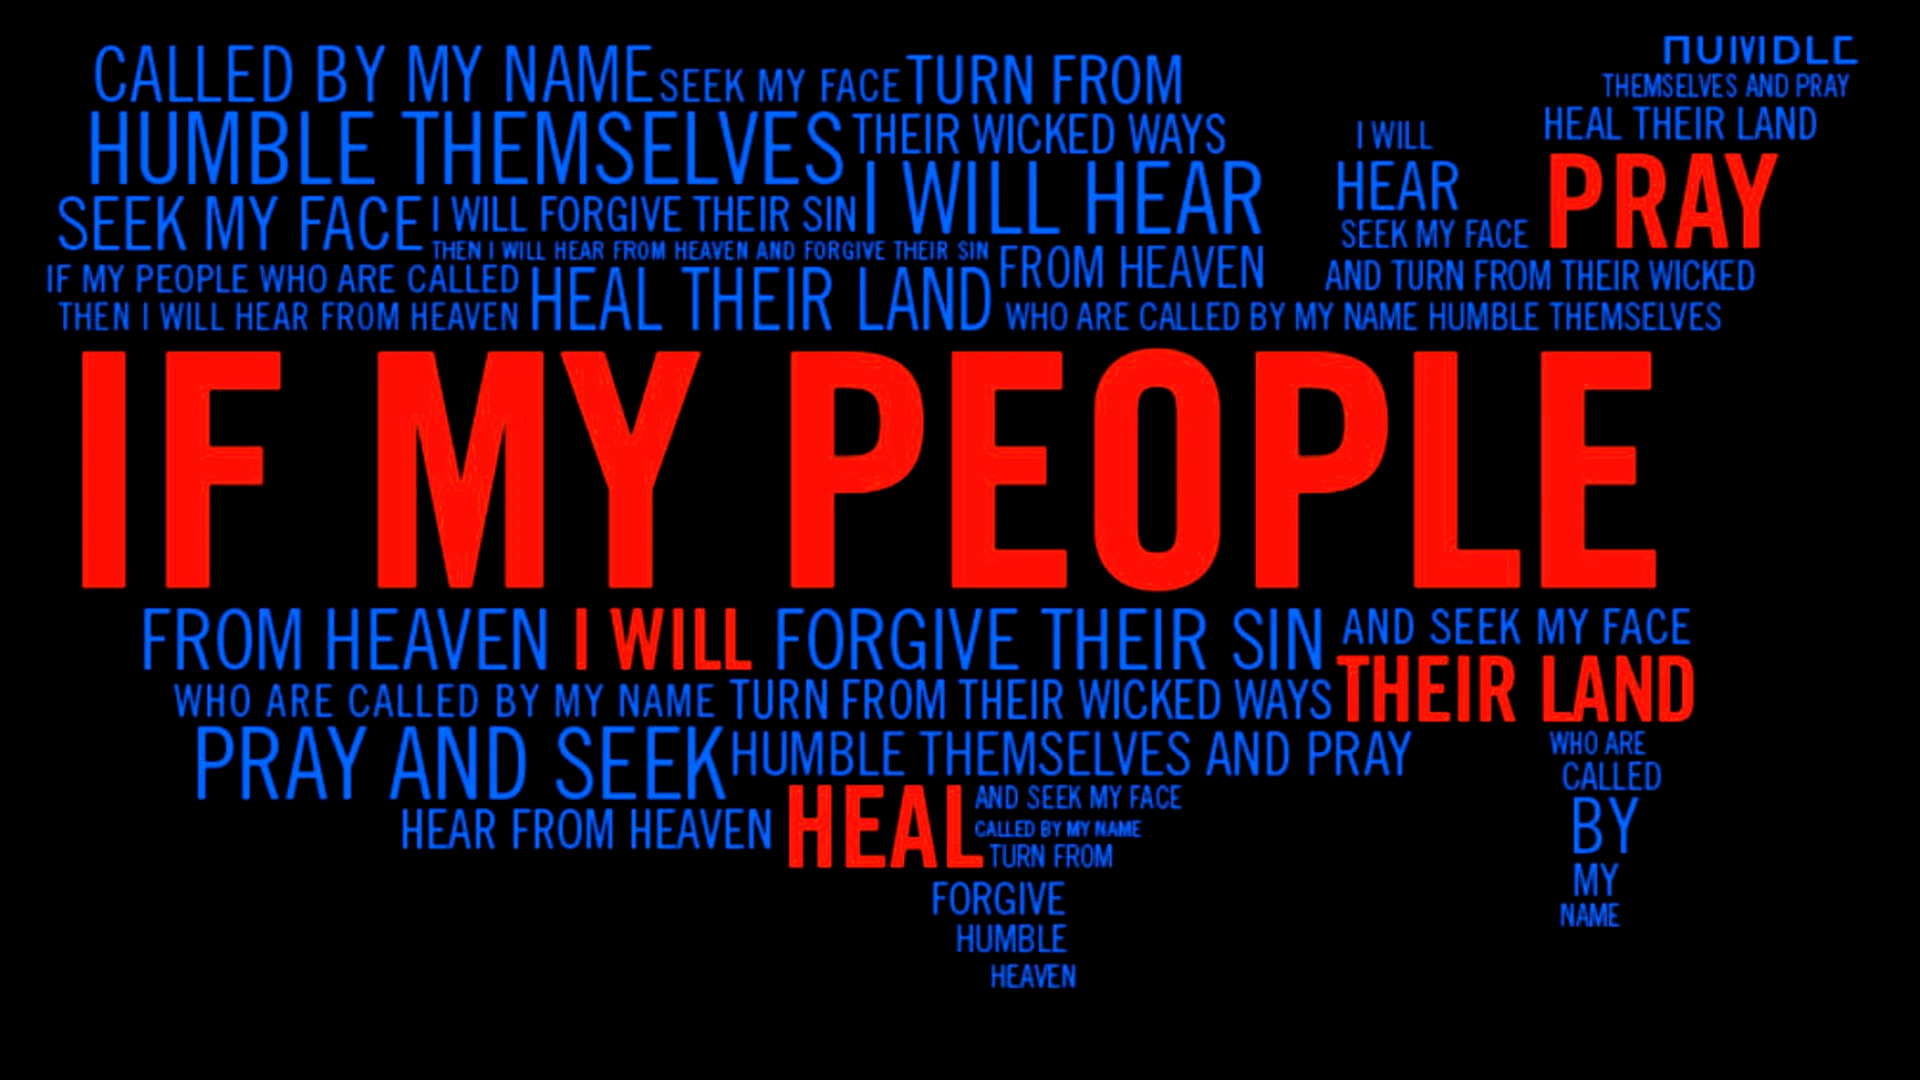 CALLED BY MY NAME SEEK MY FACE TURN FROM
HUMBLE THEMSELVES THEIR WICKED WAYS
SEEK MY FACE I WILL FORGIVE THEIR SIN I WILL HEAR
THEN I WILL HEAR FROM HEAVEN AND FORGIVE THEIR SIN
IF MY PEOPLE WHO ARE CALLED HEAL THEIR LAND FROM HEAVEN
THEN I WILL HEAR FROM HEAVEN
HUMBLE
THEMSELVES AND PRAY
HEAL THEIR LAND
I WILL
HEAR PRAY
SEEK MY FACE
AND TURN FROM THEIR WICKED
WHO ARE CALLED BY MY NAME HUMBLE THEMSELVES
IF MY PEOPLE
FROM HEAVEN I WILL FORGIVE THEIR SIN AND SEEK MY FACE
WHO ARE CALLED BY MY NAME TURN FROM THEIR WICKED WAYS THEIR LAND
PRAY AND SEEK HUMBLE THEMSELVES AND PRAY
HEAR FROM HEAVEN HEAL AND SEEK MY FACE
CALLED BY MY NAME
TURN FROM
FORGIVE
HUMBLE
HEAVEN
WHO ARE
CALLED
BY
MY
NAME